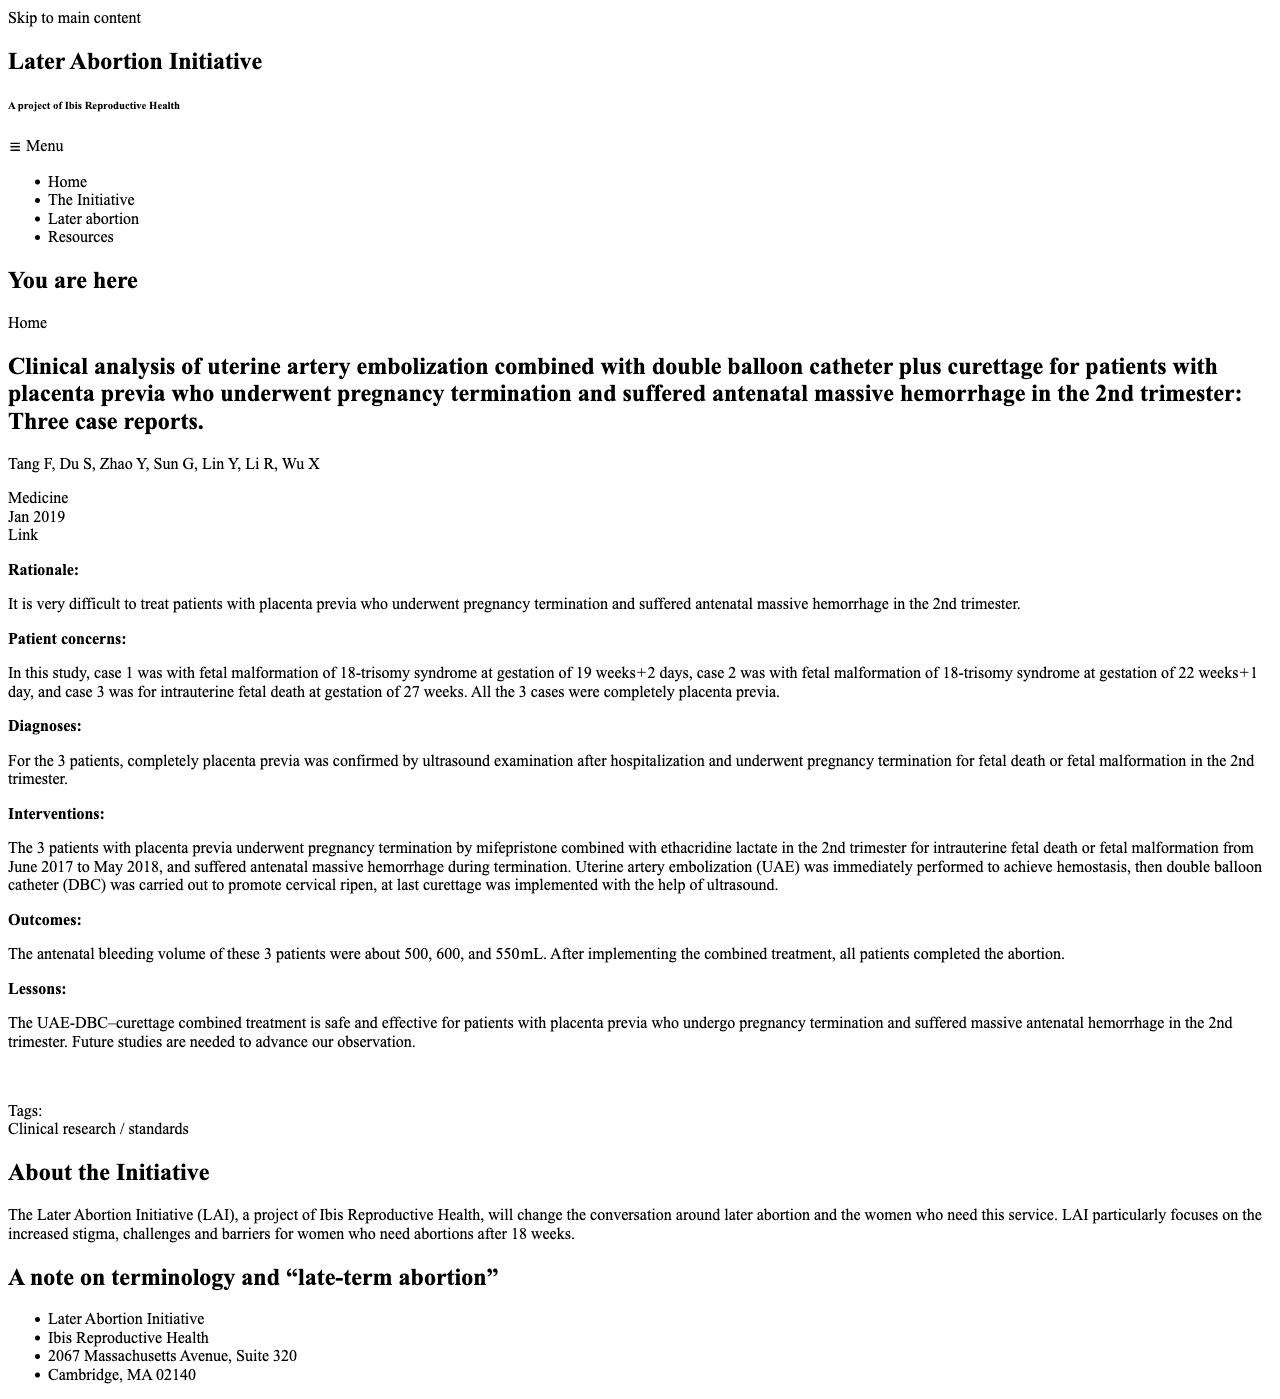 Skip to main content
Later Abortion Initiative
A project of Ibis Reproductive Health
≡ Menu
• Home
• The Initiative
• Later abortion
• Resources
You are here
Home
Clinical analysis of uterine artery embolization combined with double balloon catheter plus curettage for patients with
placenta previa who underwent pregnancy termination and suffered antenatal massive hemorrhage in the 2nd trimester:
Three case reports.
Tang F, Du S, Zhao Y, Sun G, Lin Y, Li R, Wu X
Medicine
Jan 2019
Link
Rationale:
It is very difficult to treat patients with placenta previa who underwent pregnancy termination and suffered antenatal massive hemorrhage in the 2nd trimester.
Patient concerns:
In this study, case 1 was with fetal malformation of 18-trisomy syndrome at gestation of 19 weeks+2 days, case 2 was with fetal malformation of 18-trisomy syndrome at gestation of 22 weeks+1
day, and case 3 was for intrauterine fetal death at gestation of 27 weeks. All the 3 cases were completely placenta previa.
Diagnoses:
For the 3 patients, completely placenta previa was confirmed by ultrasound examination after hospitalization and underwent pregnancy termination for fetal death or fetal malformation in the 2nd
trimester.
Interventions:
The 3 patients with placenta previa underwent pregnancy termination by mifepristone combined with ethacridine lactate in the 2nd trimester for intrauterine fetal death or fetal malformation from
June 2017 to May 2018, and suffered antenatal massive hemorrhage during termination. Uterine artery embolization (UAE) was immediately performed to achieve hemostasis, then double balloon
catheter (DBC) was carried out to promote cervical ripen, at last curettage was implemented with the help of ultrasound.
Outcomes:
The antenatal bleeding volume of these 3 patients were about 500, 600, and 550 mL. After implementing the combined treatment, all patients completed the abortion.
Lessons:
The UAE-DBC–curettage combined treatment is safe and effective for patients with placenta previa who undergo pregnancy termination and suffered massive antenatal hemorrhage in the 2nd
trimester. Future studies are needed to advance our observation.
Tags:
Clinical research / standards
About the Initiative
The Later Abortion Initiative (LAI), a project of Ibis Reproductive Health, will change the conversation around later abortion and the women who need this service. LAI particularly focuses on the
increased stigma, challenges and barriers for women who need abortions after 18 weeks.
A note on terminology and “late-term abortion”
• Later Abortion Initiative
• Ibis Reproductive Health
• 2067 Massachusetts Avenue, Suite 320
• Cambridge, MA 02140